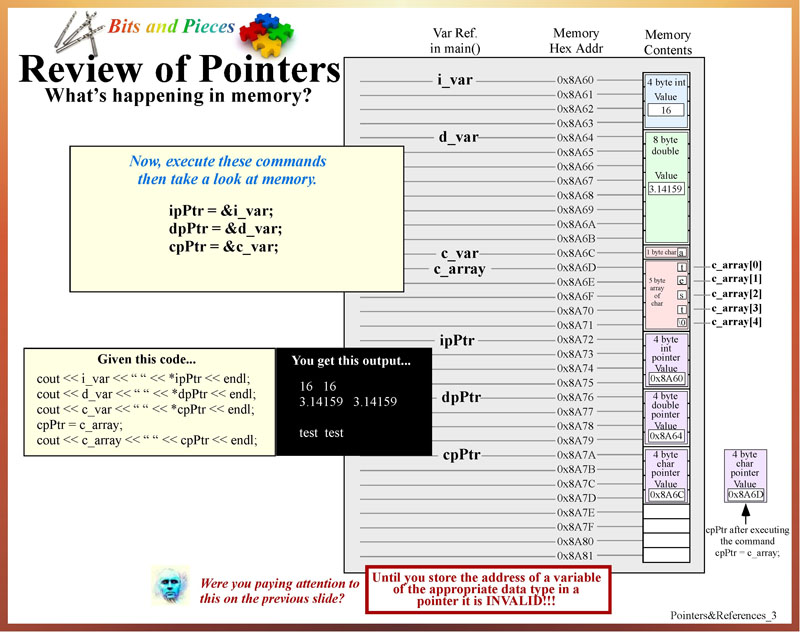 Bits and Pieces
Review of Pointers
What's happening in memory?
Var Ref.
in main()
Memory
Hex Addr
Memory
Contents
Now, execute these commands
then take a look at memory.
ipPtr = &i_var;
dpPtr = &d_var;
cpPtr = &c_var;
i_var
d_var
c_var
c_array
ipPtr
dpPtr
cpPtr
0x8A60
0x8A61
0x8A62
0x8A63
0x8A64
0x8A65
0x8A66
0x8A67
0x8A68
0x8A69
0x8A6A
0x8A6B
0x8A6C
0x8A6D
0x8A6E
0x8A6F
0x8A70
0x8A71
0x8A72
0x8A73
0x8A74
0x8A75
0x8A76
0x8A77
0x8A78
0x8A79
0x8A7A
0x8A7B
0x8A7C
0x8A7D
0x8A7E
0x8A7F
0x8A80
0x8A81
4 byte int
Value
16
8 byte
double
Value
3.14159
1 byte char a
5 byte
array
of
char
t
e
s
t
\0
c_array[0]
c_array[1]
c_array[2]
c_array[3]
c_array[4]
4 byte
int
pointer
Value
0x8A60
4 byte
double
pointer
Value
0x8A64
4 byte
char
pointer
Value
0x8A6C
4 byte
char
pointer
Value
0x8A6D
cpPtr after executing
the command
cpPtr = c_array;
Given this code...
cout << i_var << “ “ << *ipPtr << endl;
cout << d_var << “ “ << *dpPtr << endl;
cout << c_var << “ “ << *cpPtr << endl;
cpPtr = c_array;
cout << c_array << “ “ << cpPtr << endl;
You get this output...
16 16
3.14159 3.14159
test test
Were you paying attention to
this on the previous slide?
Until you store the address of a variable
of the appropriate data type in a
pointer it is INVALID!!!
Pointers&References_3